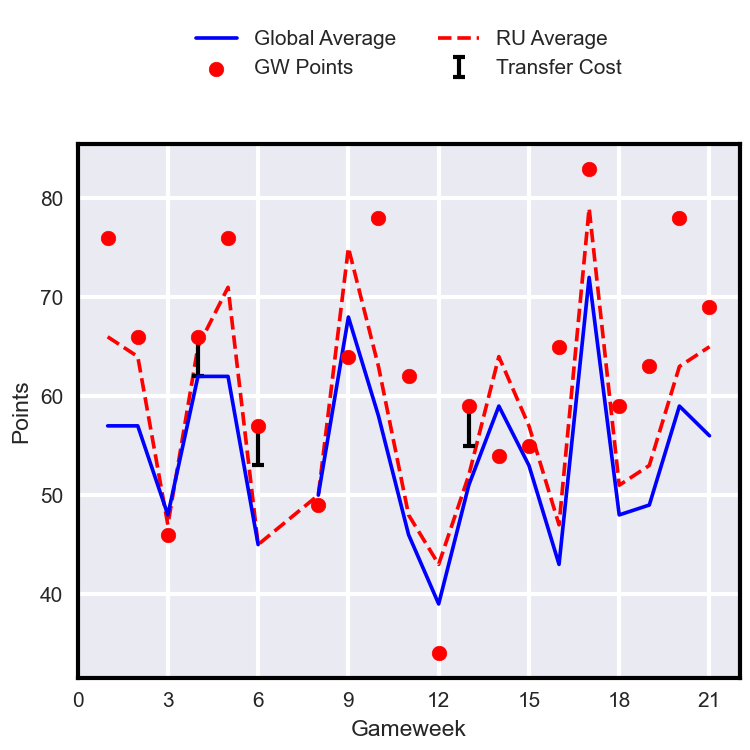 Global Average
RU Average
GW Points
Transfer Cost
80
70
60
50
40
Points
0 3 6 9 12 15 18 21
Gameweek